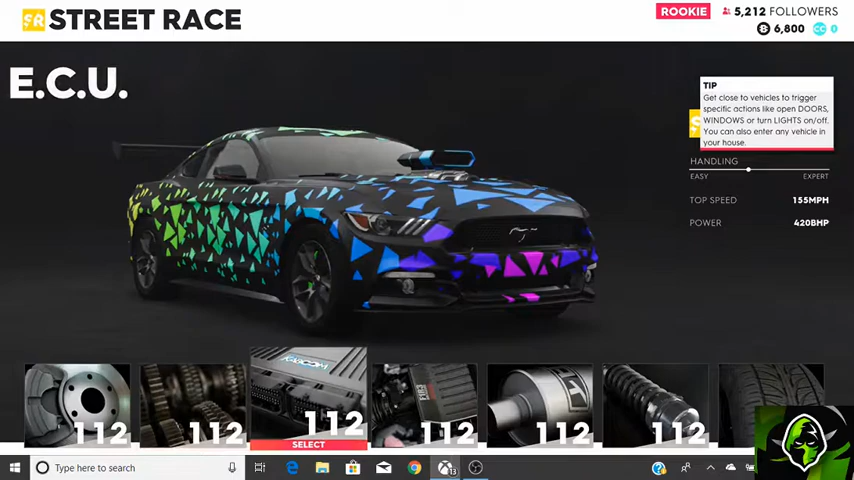 SR STREET RACE
ROOKIE 5,212 FOLLOWERS
6,800
E.C.U.
TIP
Get close to vehicles to trigger
specific actions like open DOORS,
WINDOWS or turn LIGHTS on/off.
You can also enter any vehicle in
your house.
HANDLING
EASY EXPERT
TOP SPEED 155MPH
POWER 420BHP
112
112
112
SELECT
112
112
112
Type here to search
13